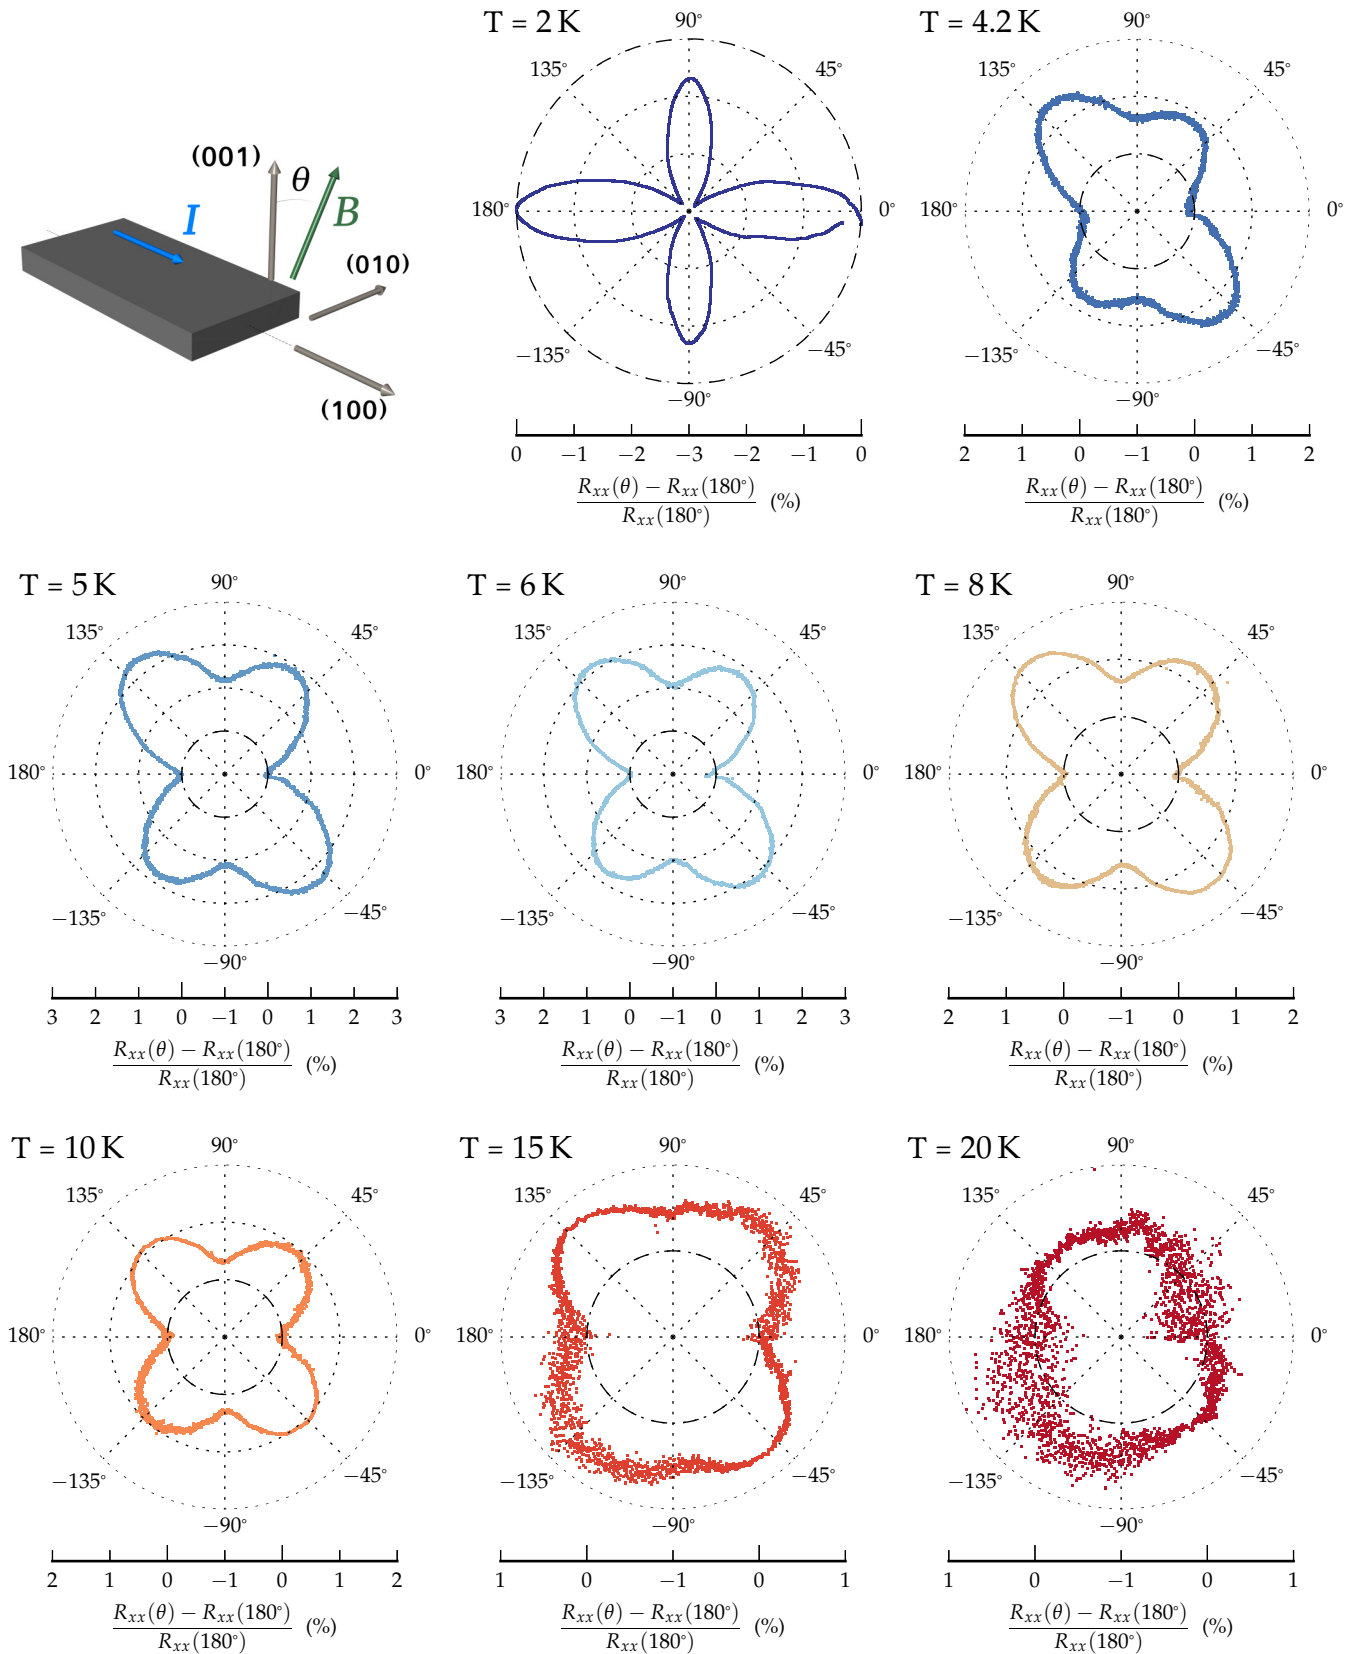 (001)
θ
B
I
(010)
(100)
T = 2 K
90°
135°
45°
180°
0°
−135°
−45°
−90°
0 −1 −2 −3 −2 −1 0
Rxx(θ) − Rxx(180°)
Rxx(180°)
(%)
T = 4.2 K
90°
135°
45°
180°
0°
−135°
−45°
−90°
2 1 0 −1 0 1 2
Rxx(θ) − Rxx(180°)
Rxx(180°)
(%)
T = 5 K
90°
135°
45°
180°
0°
−135°
−45°
−90°
3 2 1 0 −1 0 1 2 3
Rxx(θ) − Rxx(180°)
Rxx(180°)
(%)
T = 6 K
90°
135°
45°
180°
0°
−135°
−45°
−90°
3 2 1 0 −1 0 1 2 3
Rxx(θ) − Rxx(180°)
Rxx(180°)
(%)
T = 8 K
90°
135°
45°
180°
0°
−135°
−45°
−90°
2 1 0 −1 0 1 2
Rxx(θ) − Rxx(180°)
Rxx(180°)
(%)
T = 10 K
90°
135°
45°
180°
0°
−135°
−45°
−90°
2 1 0 −1 0 1 2
Rxx(θ) − Rxx(180°)
Rxx(180°)
(%)
T = 15 K
90°
135°
45°
180°
0°
−135°
−45°
−90°
1 0 −1 0 1
Rxx(θ) − Rxx(180°)
Rxx(180°)
(%)
T = 20 K
90°
135°
45°
180°
0°
−135°
−45°
−90°
1 0 −1 0 1
Rxx(θ) − Rxx(180°)
Rxx(180°)
(%)